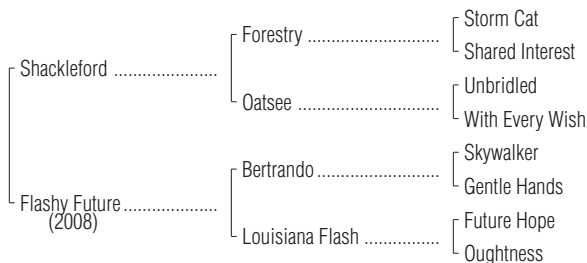 Storm Cat
Forestry ....................
Shared Interest
Shackleford ....................
Unbridled
Oatsee ..........................
With Every Wish
Skywalker
Bertrando ......................
Gentle Hands
Flashy Future ..................
(2008)
Future Hope
Louisiana Flash ..............
Oughtness